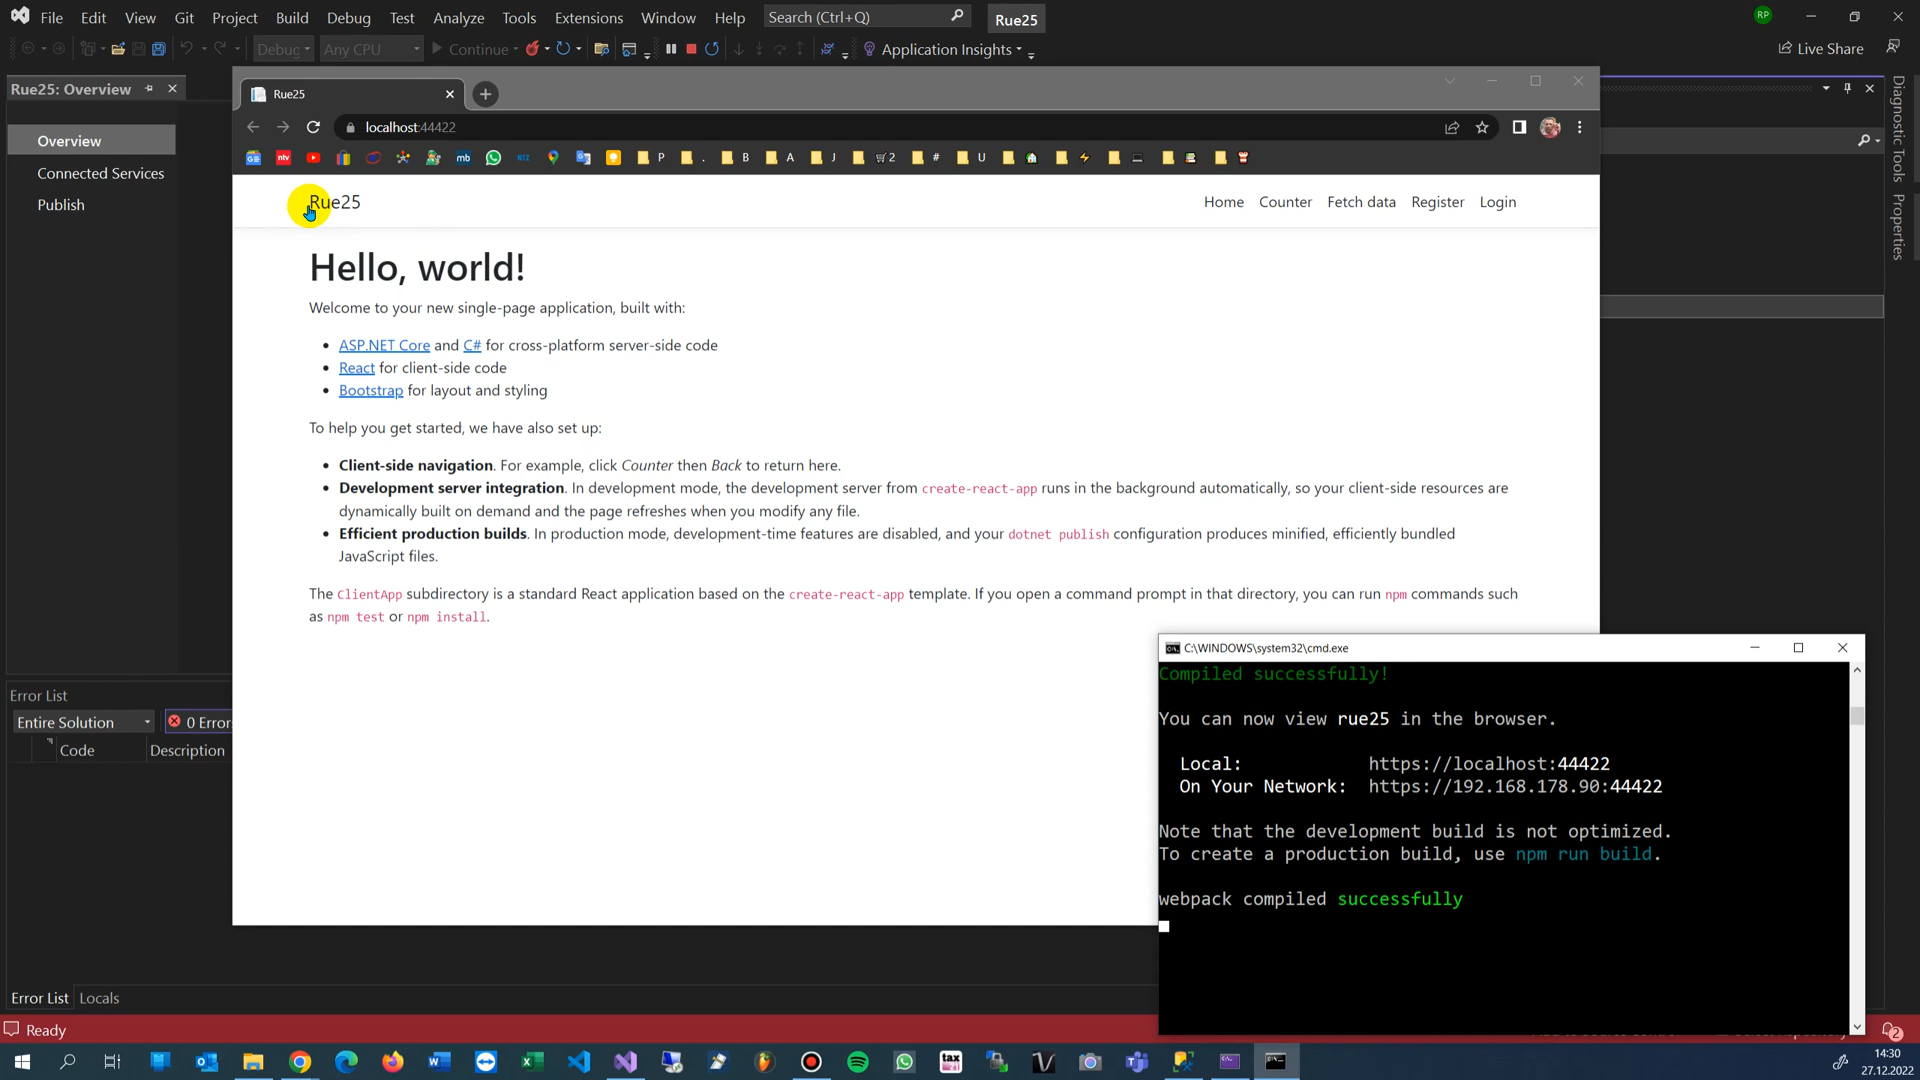 File Edit View Git Project Build Debug Test Analyze Tools Extensions Window Help Search (Ctrl+Q) Rue25 RP
Debug Any CPU Continue Application Insights Live Share
Rue25: Overview
Overview
Connected Services
Publish
Rue25
localhost:44422
ntv mb NTZ P . B A J 2 # U
Rue25 Home Counter Fetch data Register Login
Hello, world!
Welcome to your new single-page application, built with:
• ASP.NET Core and C# for cross-platform server-side code
• React for client-side code
• Bootstrap for layout and styling
To help you get started, we have also set up:
• Client-side navigation. For example, click Counter then Back to return here.
• Development server integration. In development mode, the development server from create-react-app runs in the background automatically, so your client-side resources are
dynamically built on demand and the page refreshes when you modify any file.
• Efficient production builds. In production mode, development-time features are disabled, and your dotnet publish configuration produces minified, efficiently bundled
JavaScript files.
The ClientApp subdirectory is a standard React application based on the create-react-app template. If you open a command prompt in that directory, you can run npm commands such
as npm test or npm install.
Diagnostic Tools
Properties
C:\WINDOWS\system32\cmd.exe
Compiled successfully!
You can now view rue25 in the browser.
Local: https://localhost:44422
On Your Network: https://192.168.178.90:44422
Note that the development build is not optimized.
To create a production build, use npm run build.
webpack compiled successfully
Error List
Entire Solution 0 Error
Code Description
Error List Locals
Ready
2
tax
14:30
27.12.2022